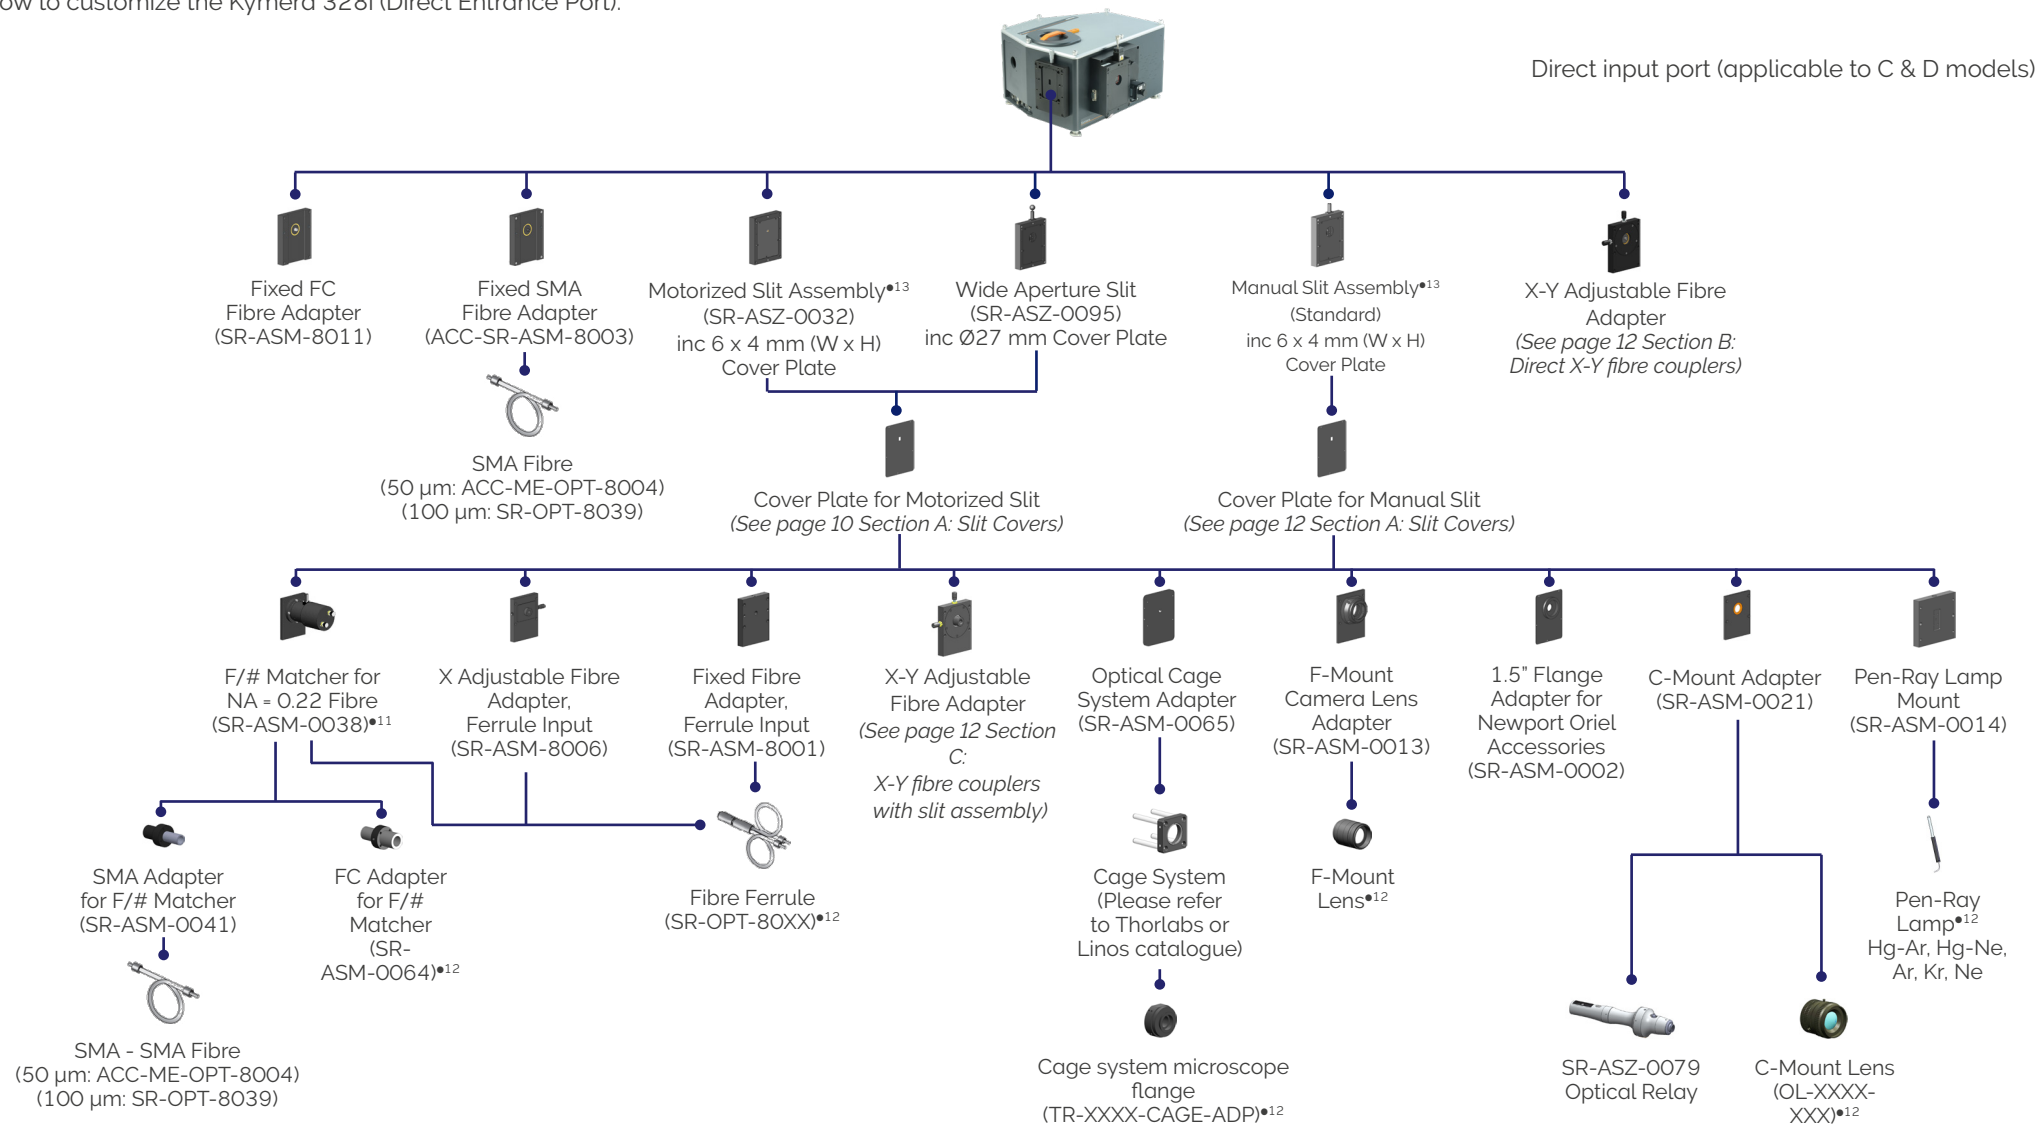 ow to customize the Kymera 328i (Direct Entrance Port).
Direct input port (applicable to C & D models)
Fixed FC
Fibre Adapter
(SR-ASM-8011)
Fixed SMA
Fibre Adapter
(ACC-SR-ASM-8003)
Motorized Slit Assembly●13
(SR-ASZ-0032)
inc 6 x 4 mm (W x H)
Cover Plate
Wide Aperture Slit
(SR-ASZ-0095)
inc Ø27 mm Cover Plate
Manual Slit Assembly●13
(Standard)
inc 6 x 4 mm (W x H)
Cover Plate
X-Y Adjustable Fibre
Adapter
(See page 12 Section B:
Direct X-Y fibre couplers)
SMA Fibre
(50 µm: ACC-ME-OPT-8004)
(100 µm: SR-OPT-8039)
Cover Plate for Motorized Slit
(See page 10 Section A: Slit Covers)
Cover Plate for Manual Slit
(See page 12 Section A: Slit Covers)
F/# Matcher for
NA = 0.22 Fibre
(SR-ASM-0038)●11
X Adjustable Fibre
Adapter,
Ferrule Input
(SR-ASM-8006)
Fixed Fibre
Adapter,
Ferrule Input
(SR-ASM-8001)
X-Y Adjustable
Fibre Adapter
(See page 12 Section
C:
X-Y fibre couplers
with slit assembly)
Optical Cage
System Adapter
(SR-ASM-0065)
F-Mount
Camera Lens
Adapter
(SR-ASM-0013)
1.5” Flange
Adapter for
Newport Oriel
Accessories
(SR-ASM-0002)
C-Mount Adapter
(SR-ASM-0021)
Pen-Ray Lamp
Mount
(SR-ASM-0014)
SMA Adapter
for F/# Matcher
(SR-ASM-0041)
FC Adapter
for F/#
Matcher
(SR-
ASM-0064)●12
Fibre Ferrule
(SR-OPT-80XX)●12
Cage System
(Please refer
to Thorlabs or
Linos catalogue)
F-Mount
Lens●12
Pen-Ray
Lamp●12
Hg-Ar, Hg-Ne,
Ar, Kr, Ne
SMA - SMA Fibre
(50 µm: ACC-ME-OPT-8004)
(100 µm: SR-OPT-8039)
Cage system microscope
flange
(TR-XXXX-CAGE-ADP)●12
SR-ASZ-0079
Optical Relay
C-Mount Lens
(OL-XXXX-
XXX)●12